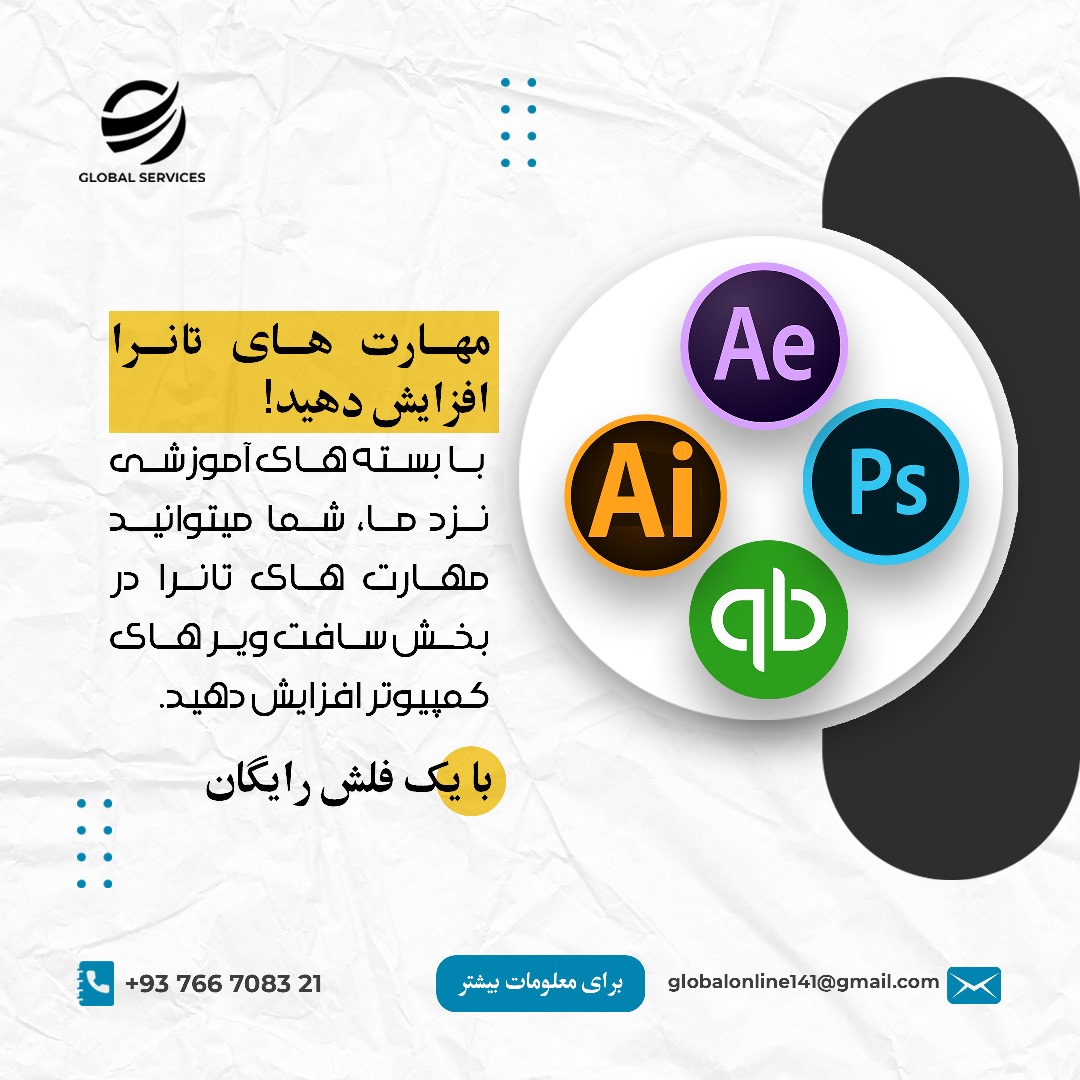 GLOBAL SERVICES
مهارت های تانرا
افزایش دهید!
با بسته های آموزشی
نزد ما، شما میتوانید
مهارت های تانرا در
بخش سافت ویر های
کمپیوتر افزایش دهید.
با یک فلش رایگان
Ae
Ai
Ps
qb
+93 766 7083 21
برای معلومات بیشتر
globalonline141@gmail.com